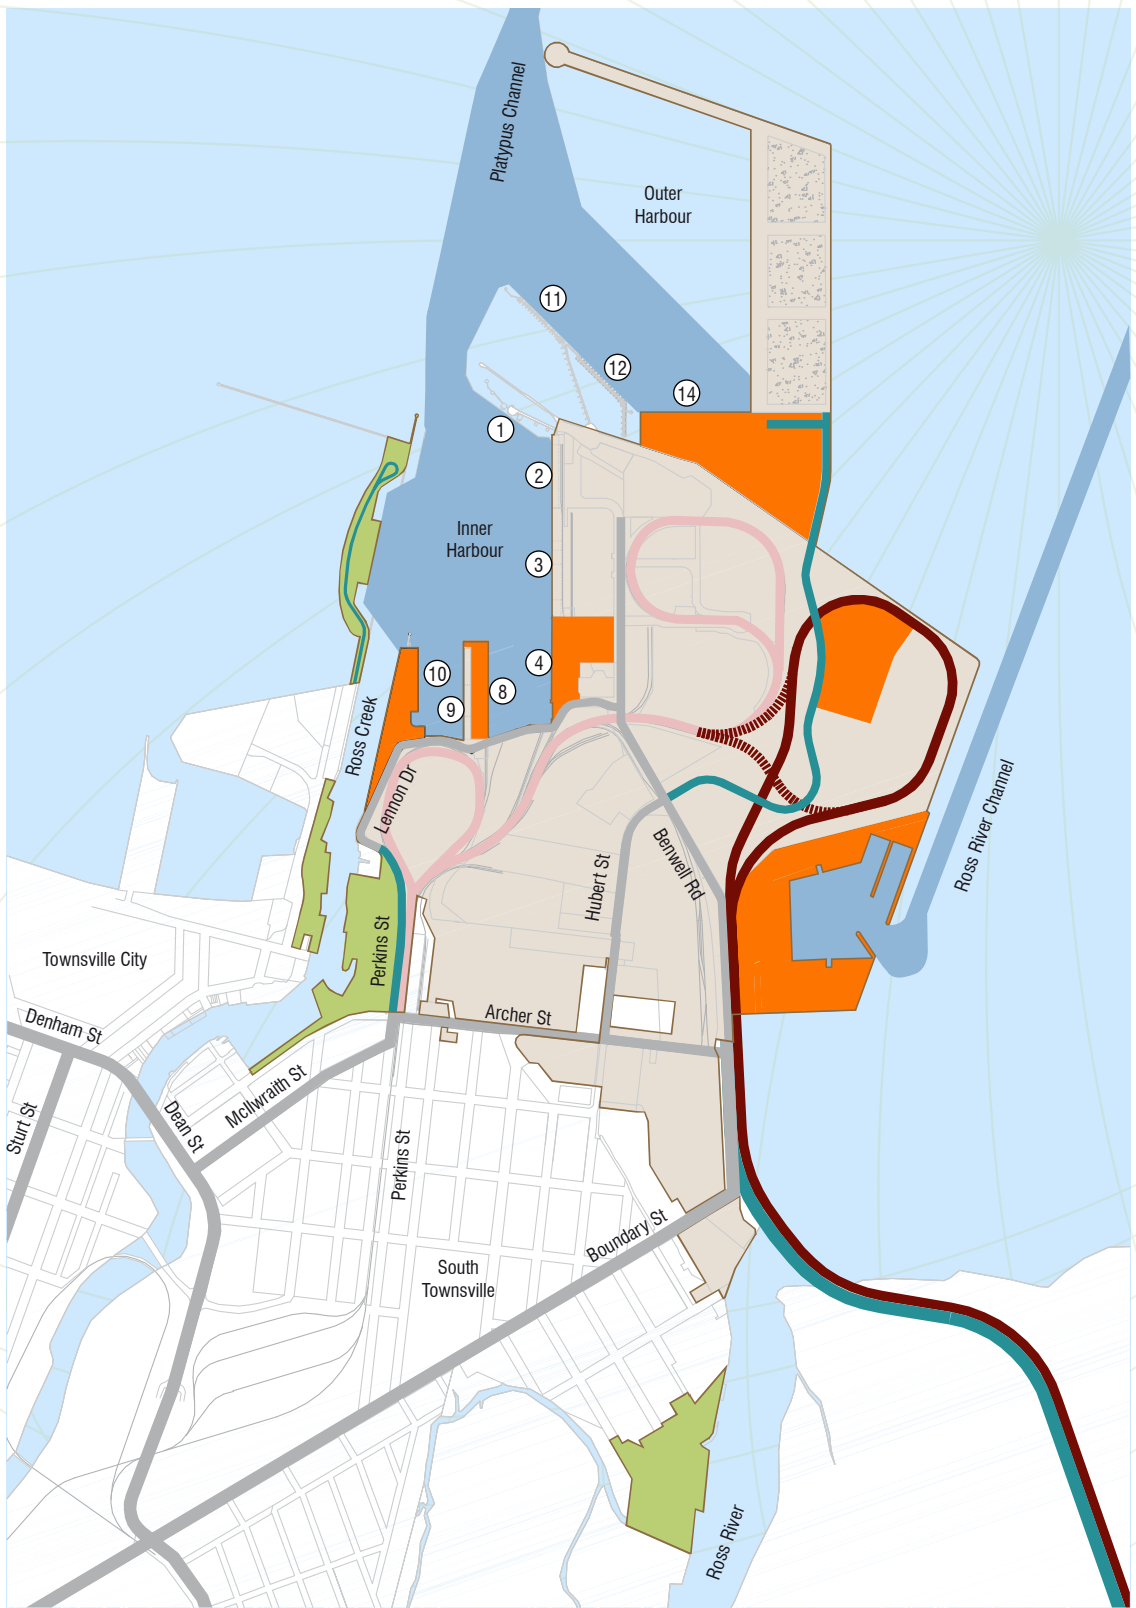 Platypus Channel
Outer
Harbour
11
12
14
1
2
Inner
Harbour
3
4
10
8
9
Ross Creek
Lennon Dr
Ross River Channel
Benwell Rd
Hubert St
Perkins St
Townsville City
Archer St
Denham St
McIlwraith St
Dean St
Sturt St
Perkins St
Boundary St
South
Townsville
Ross River